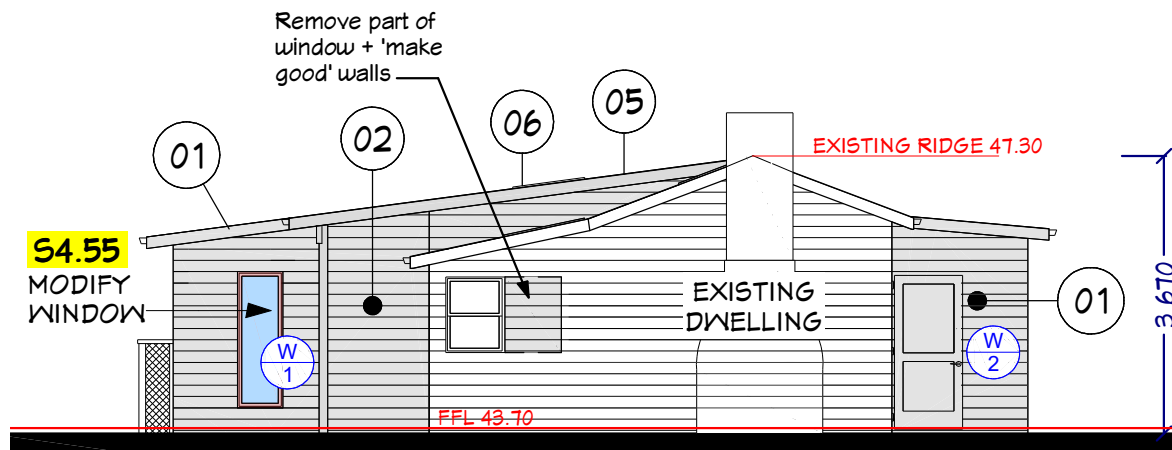 Remove part of
window + 'make
good' walls
01
02
06
05
EXISTING RIDGE 47.30
S4.55
MODIFY
WINDOW
EXISTING
DWELLING
01
W
1
W
2
3,670
FFL 43.70